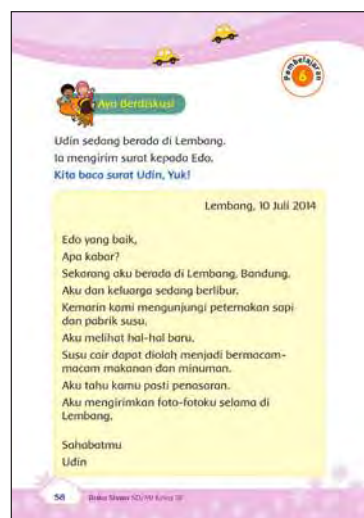 Pembelajaran
6
Ayo Berdiskusi
Udin sedang berada di Lembang.
Ia mengirim surat kepada Edo.
Kita baca surat Udin, Yuk!
Lembang, 10 Juli 2014
Edo yang baik,
Apa kabar?
Sekarang aku berada di Lembang, Bandung.
Aku dan keluarga sedang berlibur.
Kemarin kami mengunjungi peternakan sapi
dan pabrik susu.
Aku melihat hal-hal baru.
Susu cair dapat diolah menjadi bermacam-
macam makanan dan minuman.
Aku tahu kamu pasti penasaran.
Aku mengirimkan foto-fotoku selama di
Lembang.
Sahabatmu
Udin
58 Buku Siswa SD/MI Kelas III